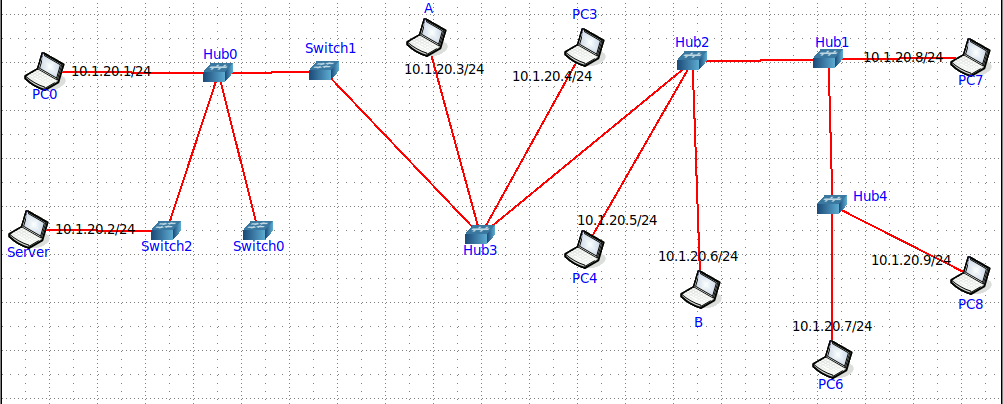 A
PC3
Hub0
Switch1
Hub2
Hub1
10.1.20.1/24
10.1.20.3/24
10.1.20.4/24
10.1.20.8/24
PC0
PC7
Hub4
10.1.20.2/24
Server
Switch2
Switch0
Hub3
10.1.20.5/24
PC4
10.1.20.6/24
10.1.20.9/24
B
PC8
10.1.20.7/24
PC6